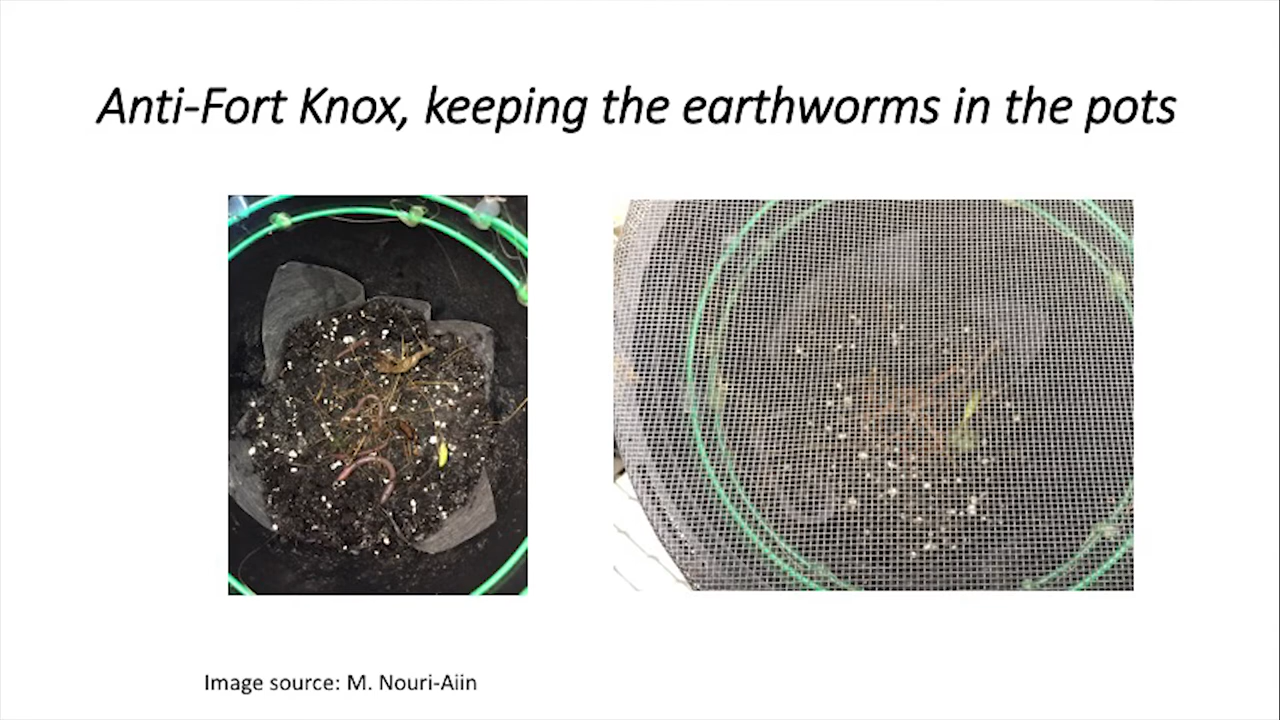 Anti-Fort Knox, keeping the earthworms in the pots
Image source: M. Nouri-Aiin